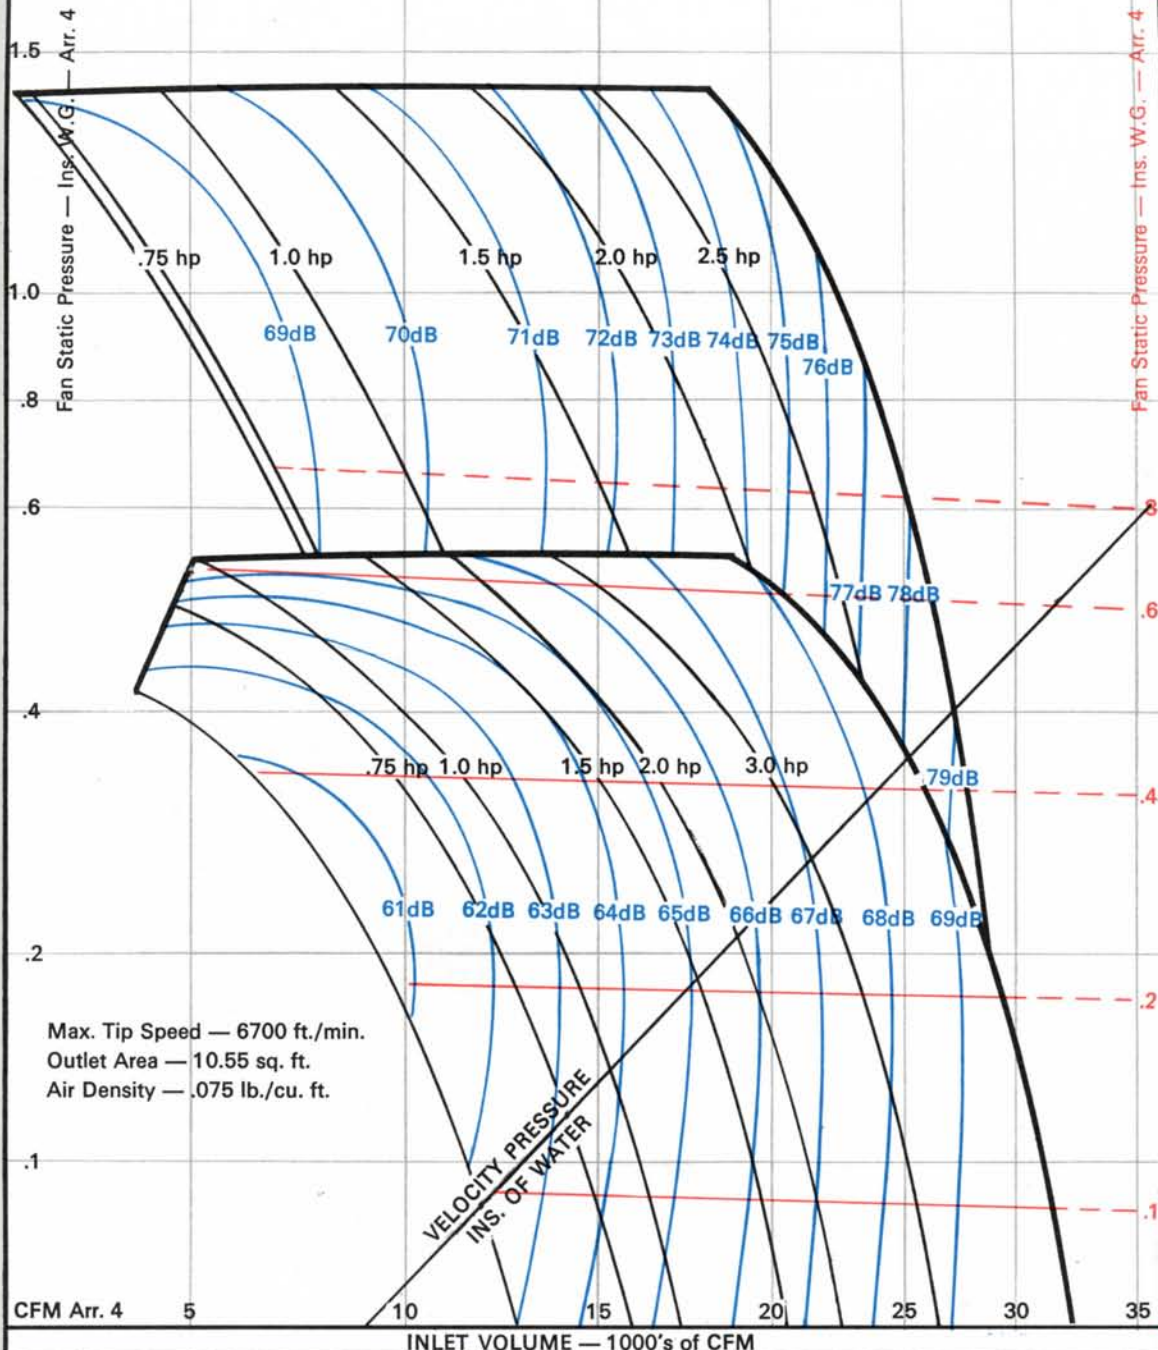 Fan Static Pressure — Ins. W.G. — Arr. 4
Fan Static Pressure — Ins. W.G. — Arr. 4
1.5
1.0
.8
.6
.4
.2
.1
.75 hp
1.0 hp
1.5 hp
2.0 hp
2.5 hp
69dB
70dB
71dB
72dB
73dB
74dB
75dB
76dB
77dB
78dB
79dB
.8
.6
.4
.2
.1
.75 hp
1.0 hp
1.5 hp
2.0 hp
3.0 hp
61dB
62dB
63dB
64dB
65dB
66dB
67dB
68dB
69dB
Max. Tip Speed — 6700 ft./min.
Outlet Area — 10.55 sq. ft.
Air Density — .075 lb./cu. ft.
VELOCITY PRESSURE
INS. OF WATER
CFM Arr. 4
5
10
15
20
25
30
35
INLET VOLUME — 1000's of CFM